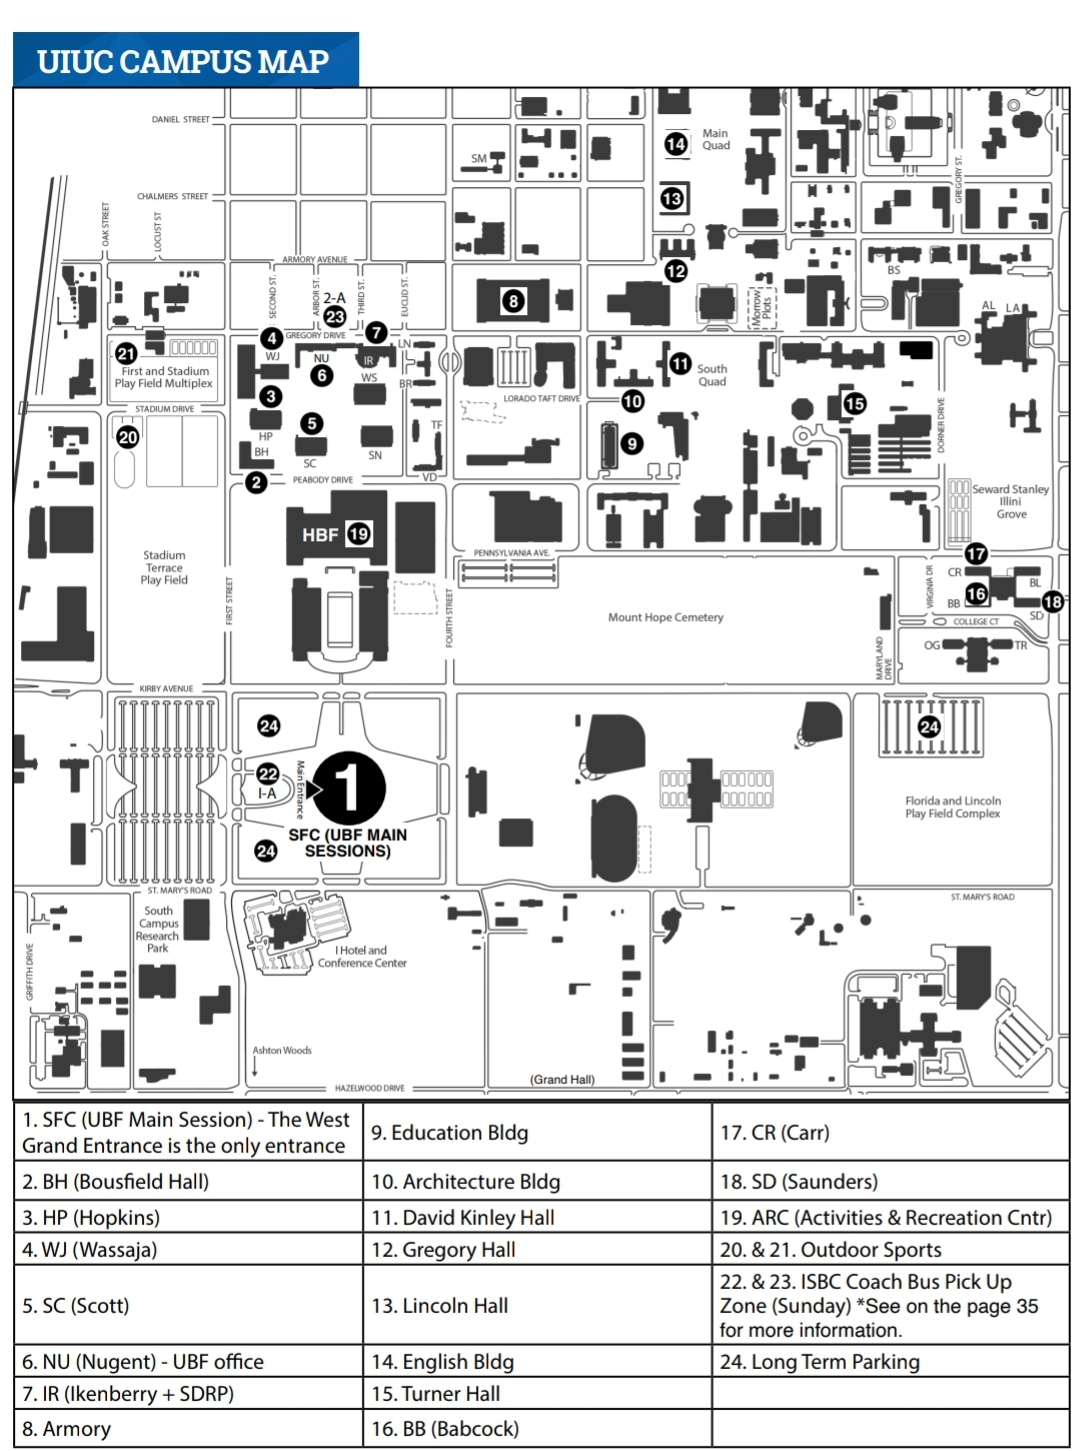 UIUC CAMPUS MAP
DANIEL STREET
14
Main
Quad
SM
GREGORY ST.
CHALMERS STREET
13
OAK STREET
LOCUST ST
ARMORY AVENUE
12
BS
SECOND ST.
ARBOR ST.
THIRD ST.
EUCLID ST.
2-A
23
8
Morrow
Plots
AL
LA
4
GREGORY DRIVE
7
LN
21
WJ
NU
IR
First and Stadium
Play Field Multiplex
6
WS
BR
11
South
Quad
3
LORADO TAFT DRIVE
10
15
STADIUM DRIVE
5
20
HP
TF
9
DORNER DRIVE
BH
SC
SN
2
PEABODY DRIVE
VD
Seward Stanley
Illini
Grove
HBF
19
Stadium
Terrace
Play Field
PENNSYLVANIA AVE.
17
CR
BL
FIRST STREET
FOURTH STREET
VIRGINIA DR
16
BB
18
SD
Mount Hope Cemetery
COLLEGE CT
MARYLAND
DRIVE
OG
TR
KIRBY AVENUE
24
24
22
I-A
Main Entrance
1
SFC (UBF MAIN
SESSIONS)
24
Florida and Lincoln
Play Field Complex
ST. MARY'S ROAD
ST. MARY'S ROAD
South
Campus
Research
Park
GRIFFITH DRIVE
I Hotel and
Conference Center
Ashton Woods
(Grand Hall)
HAZELWOOD DRIVE
1. SFC (UBF Main Session) - The West
Grand Entrance is the only entrance
9. Education Bldg
17. CR (Carr)
2. BH (Bousfield Hall)
10. Architecture Bldg
18. SD (Saunders)
3. HP (Hopkins)
11. David Kinley Hall
19. ARC (Activities & Recreation Cntr)
4. WJ (Wassaja)
12. Gregory Hall
20. & 21. Outdoor Sports
5. SC (Scott)
13. Lincoln Hall
22. & 23. ISBC Coach Bus Pick Up
Zone (Sunday) *See on the page 35
for more information.
6. NU (Nugent) - UBF office
14. English Bldg
24. Long Term Parking
7. IR (Ikenberry + SDRP)
15. Turner Hall
8. Armory
16. BB (Babcock)